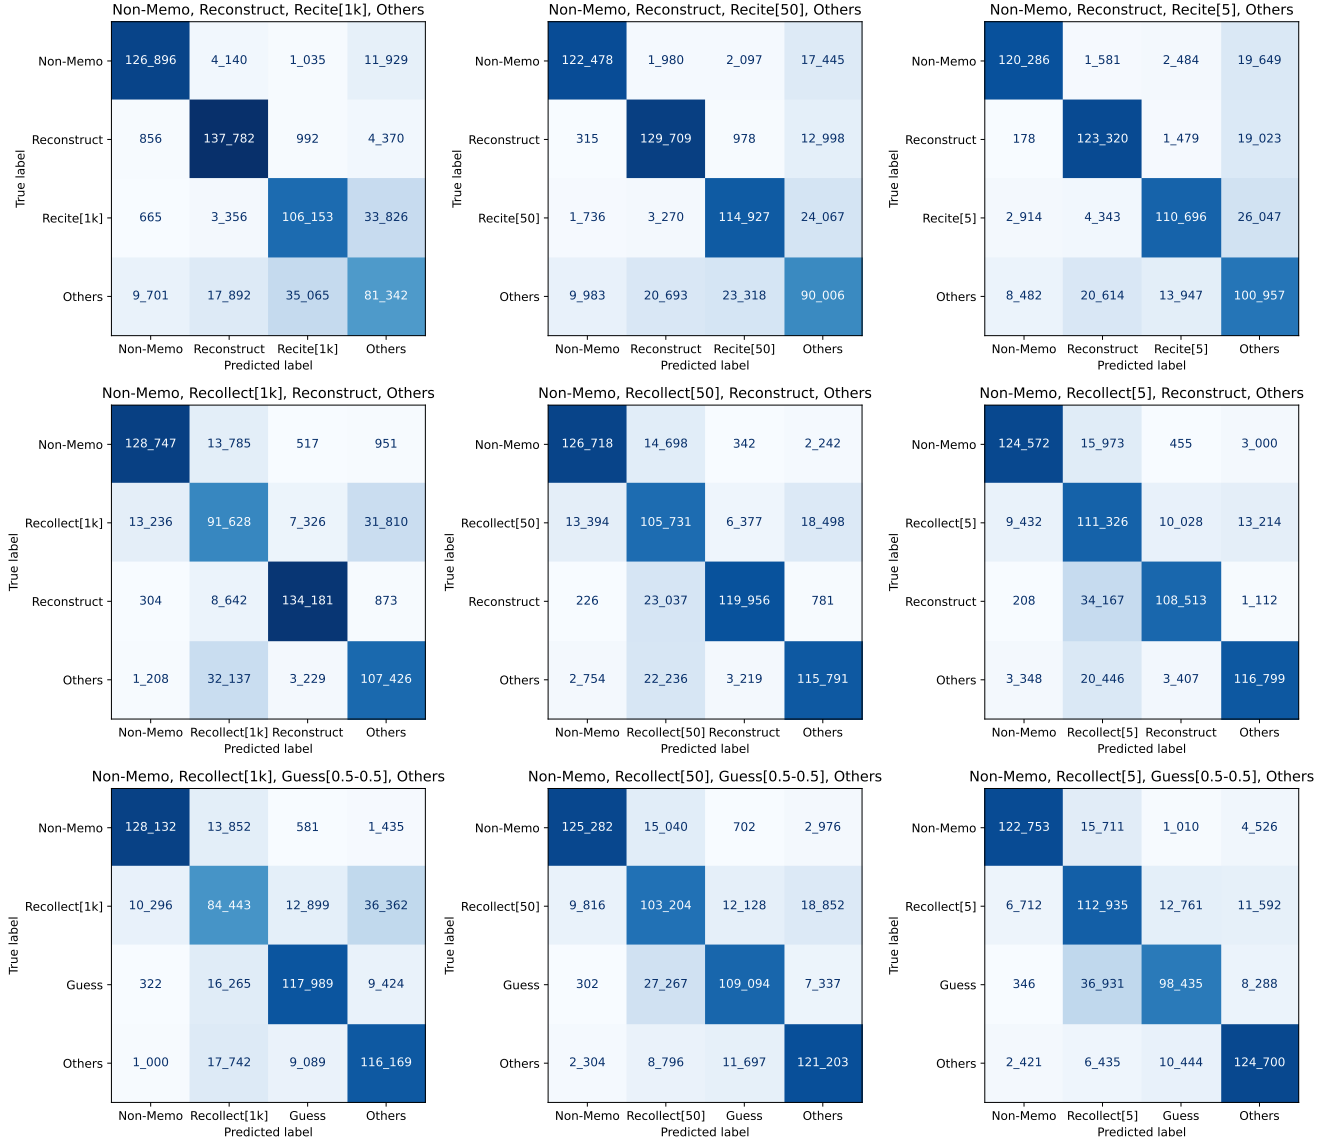 Non-Memo, Reconstruct, Recite[1k], Others
True label
Non-Memo 126_896 4_140 1_035 11_929
Reconstruct 856 137_782 992 4_370
Recite[1k] 665 3_356 106_153 33_826
Others 9_701 17_892 35_065 81_342
Non-Memo Reconstruct Recite[1k] Others
Predicted label
Non-Memo, Reconstruct, Recite[50], Others
True label
Non-Memo 122_478 1_980 2_097 17_445
Reconstruct 315 129_709 978 12_998
Recite[50] 1_736 3_270 114_927 24_067
Others 9_983 20_693 23_318 90_006
Non-Memo Reconstruct Recite[50] Others
Predicted label
Non-Memo, Reconstruct, Recite[5], Others
True label
Non-Memo 120_286 1_581 2_484 19_649
Reconstruct 178 123_320 1_479 19_023
Recite[5] 2_914 4_343 110_696 26_047
Others 8_482 20_614 13_947 100_957
Non-Memo Reconstruct Recite[5] Others
Predicted label
Non-Memo, Recollect[1k], Reconstruct, Others
True label
Non-Memo 128_747 13_785 517 951
Recollect[1k] 13_236 91_628 7_326 31_810
Reconstruct 304 8_642 134_181 873
Others 1_208 32_137 3_229 107_426
Non-Memo Recollect[1k] Reconstruct Others
Predicted label
Non-Memo, Recollect[50], Reconstruct, Others
True label
Non-Memo 126_718 14_698 342 2_242
Recollect[50] 13_394 105_731 6_377 18_498
Reconstruct 226 23_037 119_956 781
Others 2_754 22_236 3_219 115_791
Non-Memo Recollect[50] Reconstruct Others
Predicted label
Non-Memo, Recollect[5], Reconstruct, Others
True label
Non-Memo 124_572 15_973 455 3_000
Recollect[5] 9_432 111_326 10_028 13_214
Reconstruct 208 34_167 108_513 1_112
Others 3_348 20_446 3_407 116_799
Non-Memo Recollect[5] Reconstruct Others
Predicted label
Non-Memo, Recollect[1k], Guess[0.5-0.5], Others
True label
Non-Memo 128_132 13_852 581 1_435
Recollect[1k] 10_296 84_443 12_899 36_362
Guess 322 16_265 117_989 9_424
Others 1_000 17_742 9_089 116_169
Non-Memo Recollect[1k] Guess Others
Predicted label
Non-Memo, Recollect[50], Guess[0.5-0.5], Others
True label
Non-Memo 125_282 15_040 702 2_976
Recollect[50] 9_816 103_204 12_128 18_852
Guess 302 27_267 109_094 7_337
Others 2_304 8_796 11_697 121_203
Non-Memo Recollect[50] Guess Others
Predicted label
Non-Memo, Recollect[5], Guess[0.5-0.5], Others
True label
Non-Memo 122_753 15_711 1_010 4_526
Recollect[5] 6_712 112_935 12_761 11_592
Guess 346 36_931 98_435 8_288
Others 2_421 6_435 10_444 124_700
Non-Memo Recollect[5] Guess Others
Predicted label